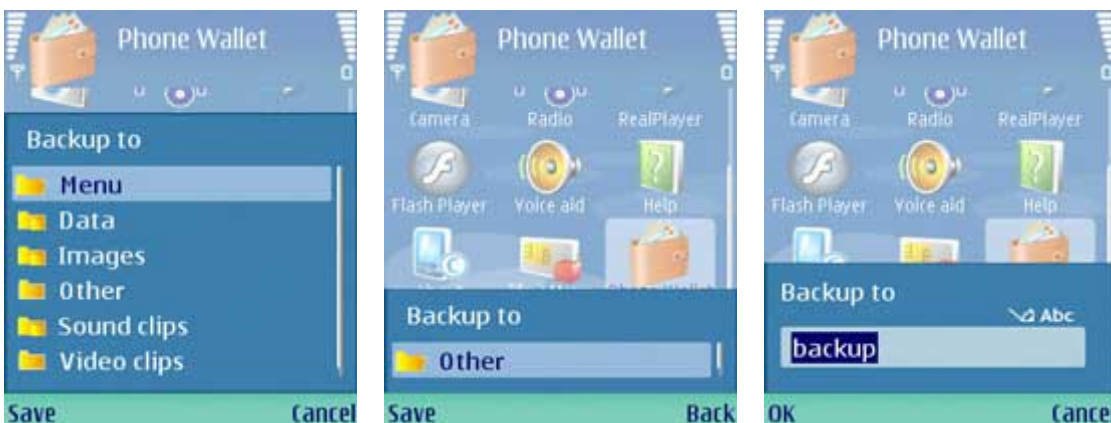 Phone Wallet
Backup to
Menu
Data
Images
Other
Sound clips
Video clips
Save Cancel
Phone Wallet
Camera Radio RealPlayer
Flash Player Voice aid Help
Backup to
Other
Save Back
Phone Wallet
Camera Radio RealPlayer
Flash Player Voice aid Help
Backup to
Abc
backup
OK Cance